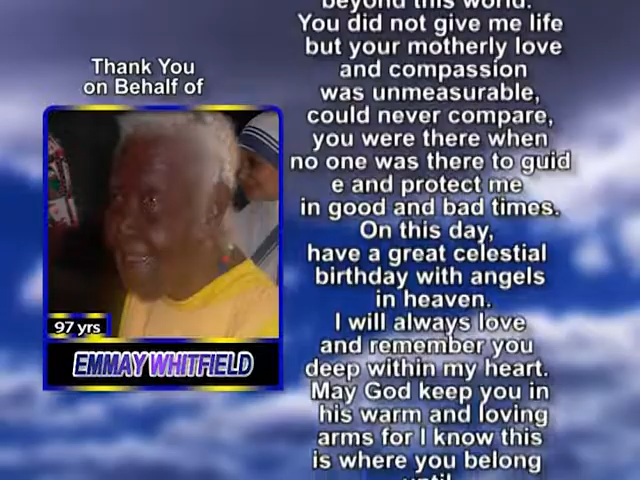 Thank You
on Behalf of
97 yrs
EMMAY WHITFIELD
beyond this world.
You did not give me life
but your motherly love
and compassion
was unmeasurable,
could never compare,
you were there when
no one was there to guid
e and protect me
in good and bad times.
On this day,
have a great celestial
birthday with angels
in heaven.
I will always love
and remember you
deep within my heart.
May God keep you in
his warm and loving
arms for I know this
is where you belong
until